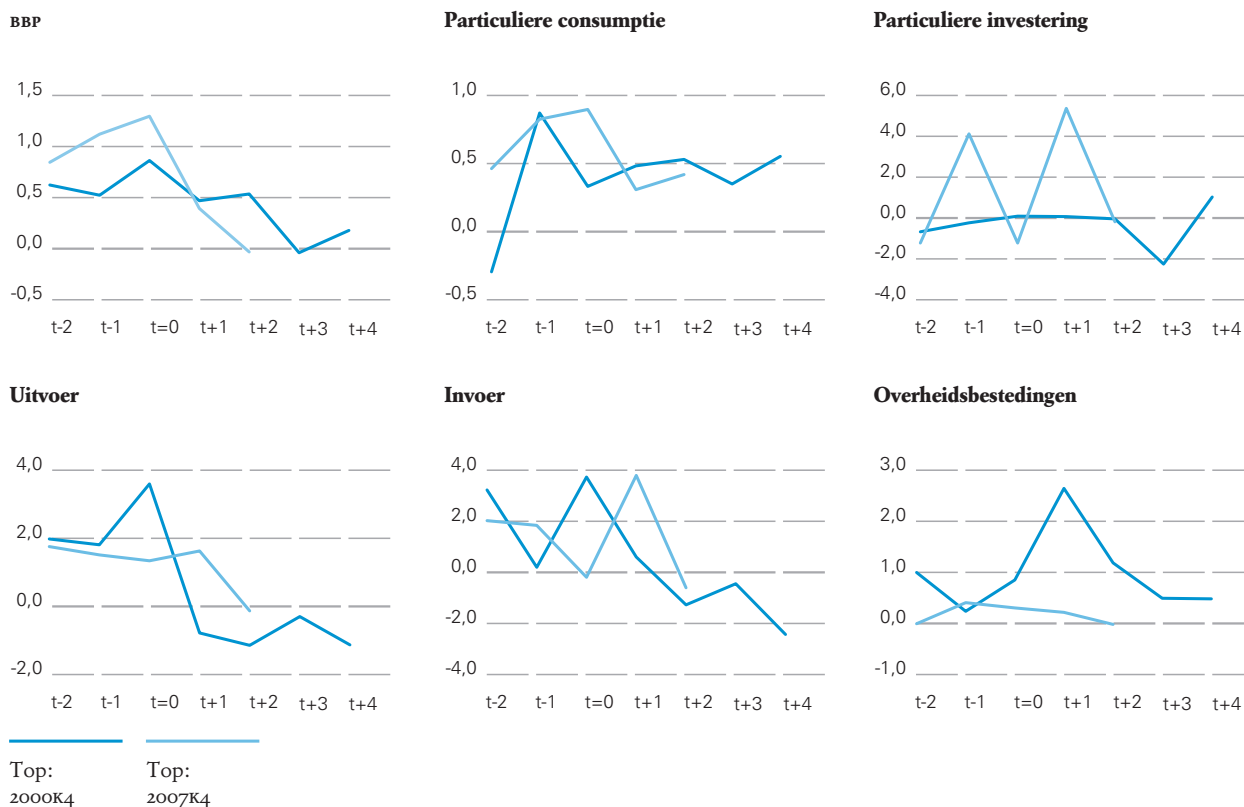 BBP
1,5
1,0
0,5
0,0
-0,5
t-2 t-1 t=0 t+1 t+2 t+3 t+4
Particuliere consumptie
1,0
0,5
0,0
-0,5
t-2 t-1 t=0 t+1 t+2 t+3 t+4
Particuliere investering
6,0
4,0
2,0
0,0
-2,0
-4,0
t-2 t-1 t=0 t+1 t+2 t+3 t+4
Uitvoer
4,0
2,0
0,0
-2,0
t-2 t-1 t=0 t+1 t+2 t+3 t+4
Invoer
4,0
2,0
0,0
-2,0
-4,0
t-2 t-1 t=0 t+1 t+2 t+3 t+4
Overheidsbestedingen
3,0
2,0
1,0
0,0
-1,0
t-2 t-1 t=0 t+1 t+2 t+3 t+4
Top:
2000K4
Top:
2007K4